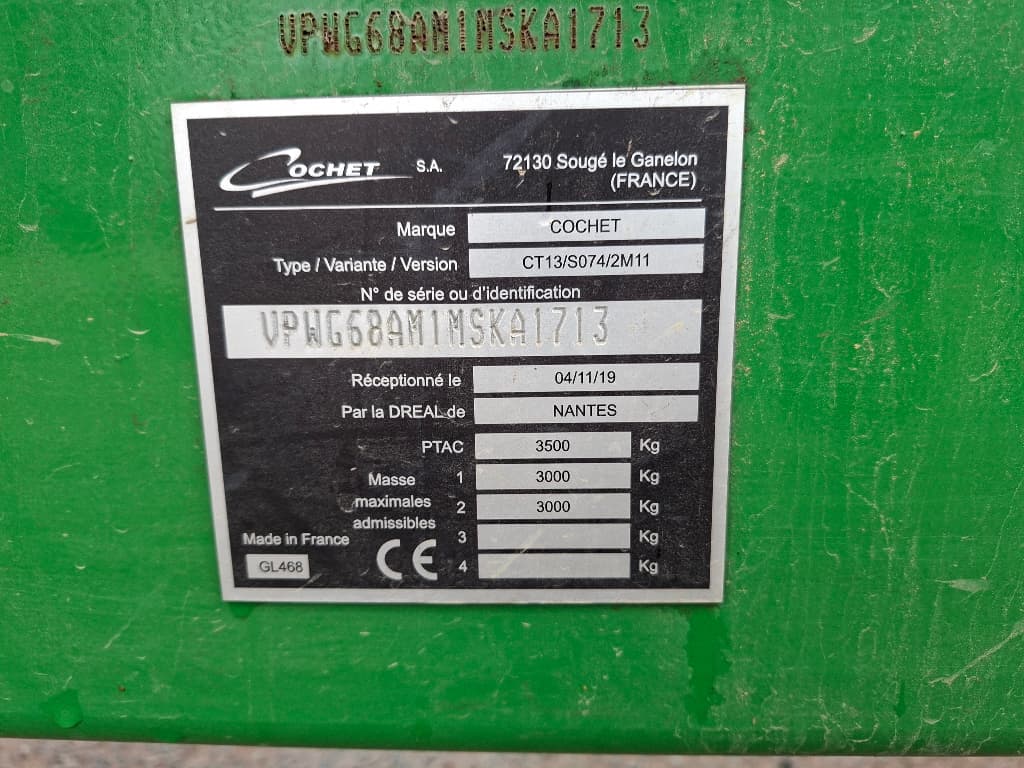 VPWG68AM1MSKA1713
COCHET S.A. 72130 Sougé le Ganelon
(FRANCE)
Marque COCHET
Type / Variante / Version CT13/S074/2M11
N° de série ou d'identification
VPWG68AM1MSKA1713
Réceptionné le 04/11/19
Par la DREAL de NANTES
PTAC 3500 Kg
Masse 1 3000 Kg
maximales 2 3000 Kg
admissibles 3 Kg
Made in France
GL468 CE 4 Kg